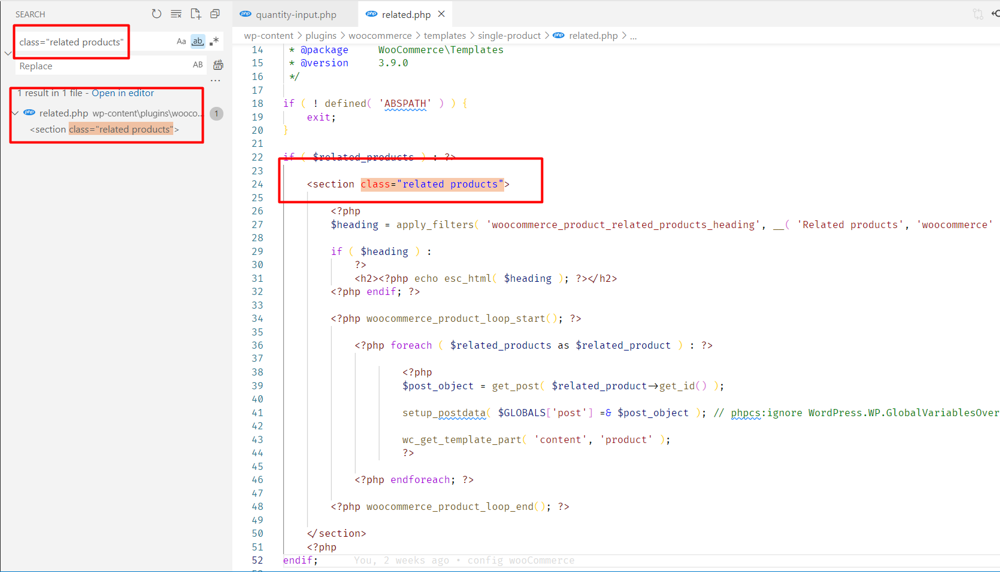 SEARCH
class="related products"
Aa ab .*
Replace
AB
...
1 result in 1 file - Open in editor
php related.php wp-content\plugins\wooco... 1
<section class="related products">
php quantity-input.php
php related.php
wp-content > plugins > woocommerce > templates > single-product > php related.php > ...
14 * @package WooCommerce\Templates
15 * @version 3.9.0
16 */
17
18 if ( ! defined( 'ABSPATH' ) ) {
19 exit;
20 }
21
22 if ( $related_products ) : ?>
23
24 <section class="related products">
25
26 <?php
27 $heading = apply_filters( 'woocommerce_product_related_products_heading', __( 'Related products', 'woocommerce'
28
29 if ( $heading ) :
30 ?>
31 <h2><?php echo esc_html( $heading ); ?></h2>
32 <?php endif; ?>
33
34 <?php woocommerce_product_loop_start(); ?>
35
36 <?php foreach ( $related_products as $related_product ) : ?>
37
38 <?php
39 $post_object = get_post( $related_product->get_id() );
40
41 setup_postdata( $GLOBALS['post'] =& $post_object ); // phpcs:ignore WordPress.WP.GlobalVariablesOver
42
43 wc_get_template_part( 'content', 'product' );
44 ?>
45
46 <?php endforeach; ?>
47
48 <?php woocommerce_product_loop_end(); ?>
49
50 </section>
51 <?php
52 endif; You, 2 weeks ago • config wooCommerce